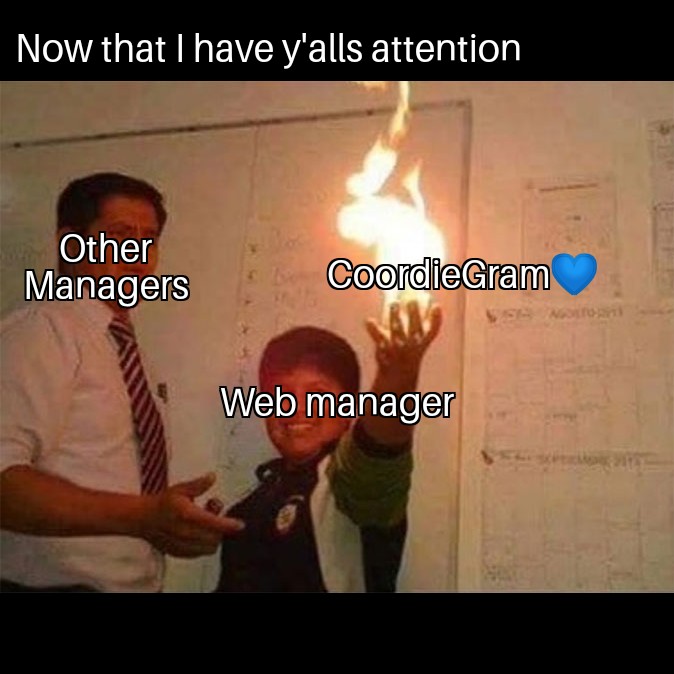 Now that I have y'alls attention
Other
Managers
CoordieGram💙
Web manager